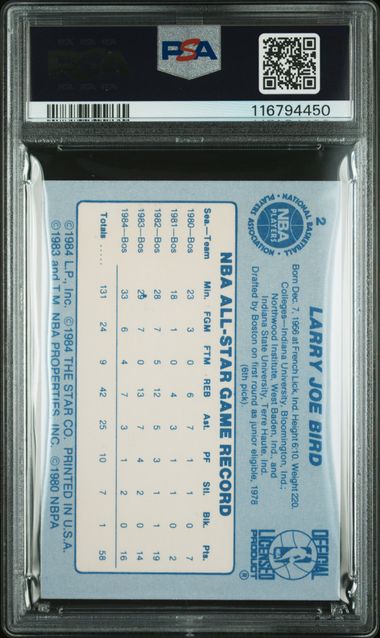 PSA
116794450
2
NATIONAL BASKETBALL
NBA
PLAYERS
PLAYERS ASSOCIATION
LARRY JOE BIRD
Born Dec. 7, 1956 at French Lick, Ind. Height 6:10. Weight 220.
Colleges—Indiana University, Bloomington, Ind.;
Northwood Institute, West Baden, Ind., and
Indiana State University, Terre Haute, Ind.
Drafted by Boston on first round as junior eligible, 1978
(6th pick).
OFFICIAL
LICENSED
PRODUCT
®
NBA ALL-STAR GAME RECORD
Sea.—Team Min. FGM FTM REB Ast. PF Stl. Blk. Pts.
1980—Bos 23 3 0 6 7 1 1 0 7
1981—Bos 18 1 0 4 3 1 1 0 2
1982—Bos 28 7 5 12 5 3 1 1 19
1983—Bos 29 7 0 13 7 4 2 0 14
1984—Bos 33 6 4 7 3 1 2 0 16
Totals ..... 131 24 9 42 25 10 7 1 58
©1984 L.P., Inc. ©1984 THE STAR CO. PRINTED IN U.S.A.
©1983 and T.M. NBA PROPERTIES, INC. ©1980 NBPA